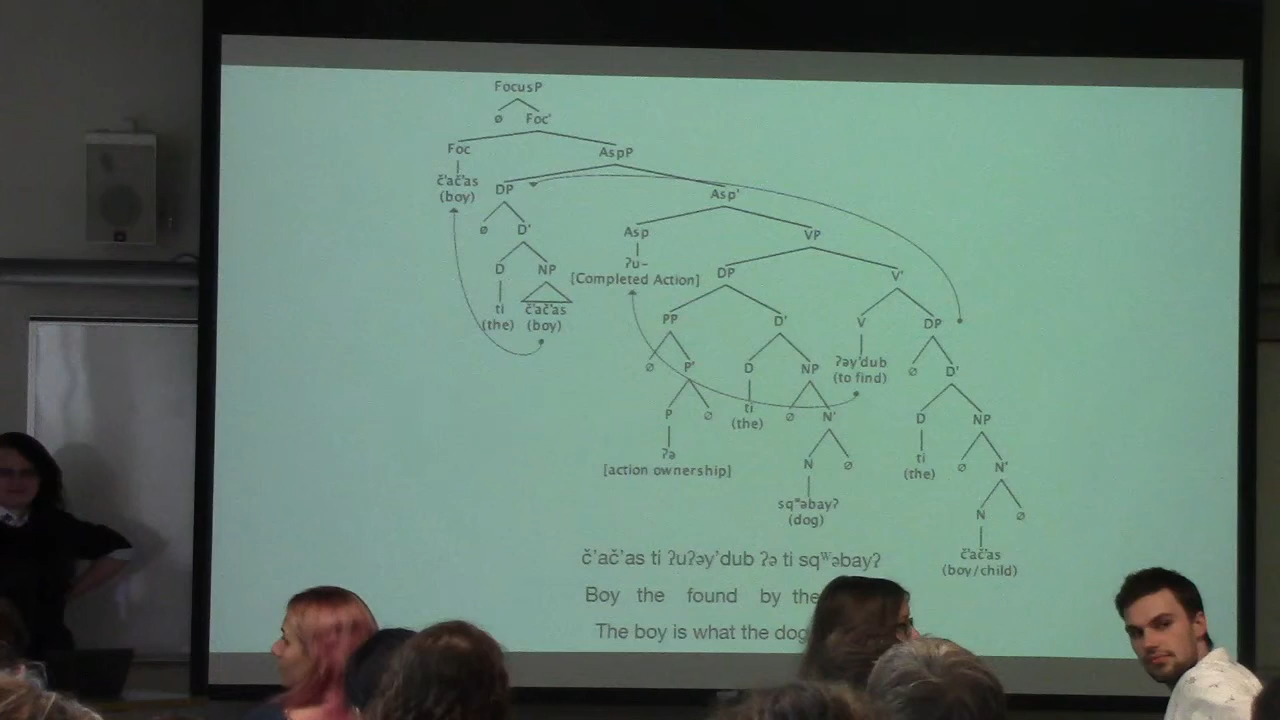 FocusP
ø Foc'
Foc AspP
č'ač'as DP Asp'
(boy)
ø D' Asp VP
D NP ʔu- DP V'
[Completed Action]
ti č'ač'as PP D' V DP
(the) (boy)
ø P' D NP ʔəy'dub ø D'
(to find)
P ø ti ø N' D NP
(the)
ʔə N ø ti ø N'
[action ownership] (the)
sqʷəbayʔ N ø
(dog)
č'ač'as
(boy/child)
č'ač'as ti ʔuʔəy'dub ʔə ti sqʷəbayʔ
Boy the found by the
The boy is what the dog